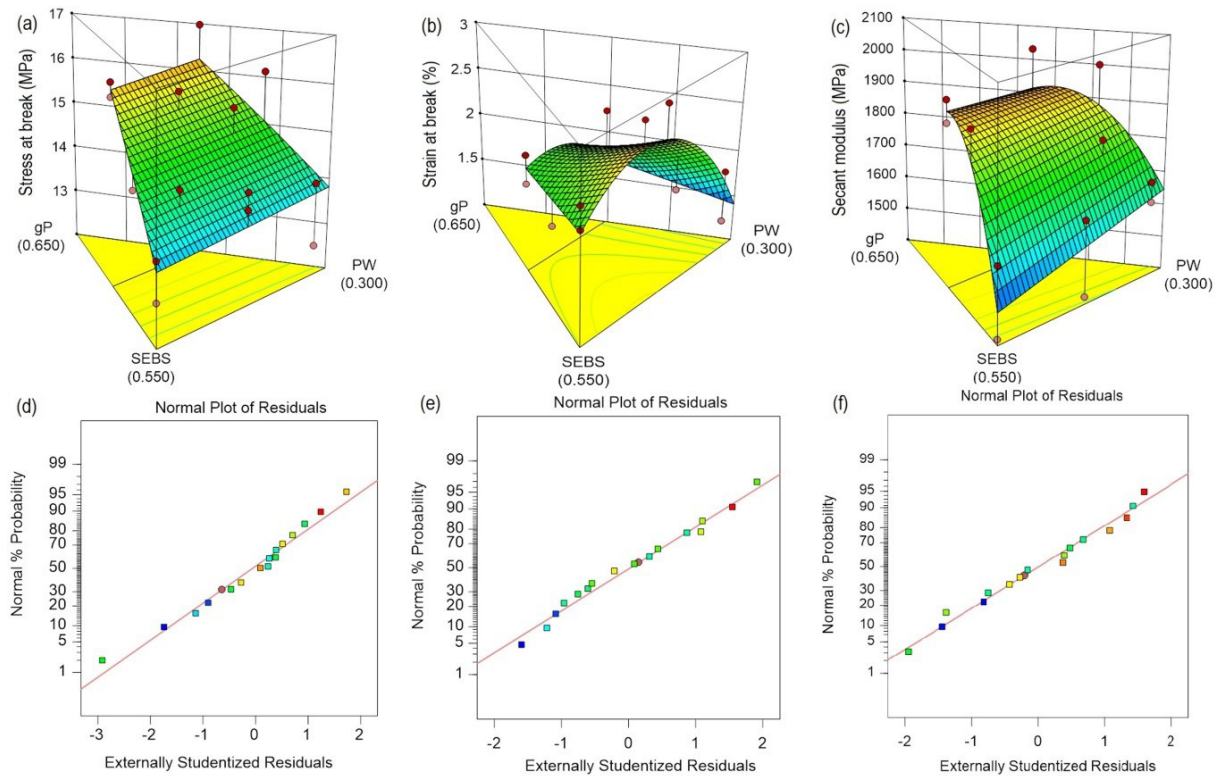 (a)
Stress at break (MPa)
17
16
15
14
13
gP
(0.650)
PW
(0.300)
SEBS
(0.550)
(b)
Strain at break (%)
3
2.5
2
1.5
gP
(0.650)
PW
(0.300)
SEBS
(0.550)
(c)
Secant modulus (MPa)
2100
2000
1900
1800
1700
1600
1500
gP
(0.650)
PW
(0.300)
SEBS
(0.550)
(d)
Normal Plot of Residuals
Normal % Probability
99
95
90
80
70
50
30
20
10
5
1
-3 -2 -1 0 1 2
Externally Studentized Residuals
(e)
Normal Plot of Residuals
Normal % Probability
99
95
90
80
70
50
30
20
10
5
1
-2 -1 0 1 2
Externally Studentized Residuals
(f)
Normal Plot of Residuals
Normal % Probability
99
95
90
80
70
50
30
20
10
5
1
-2 -1 0 1 2
Externally Studentized Residuals